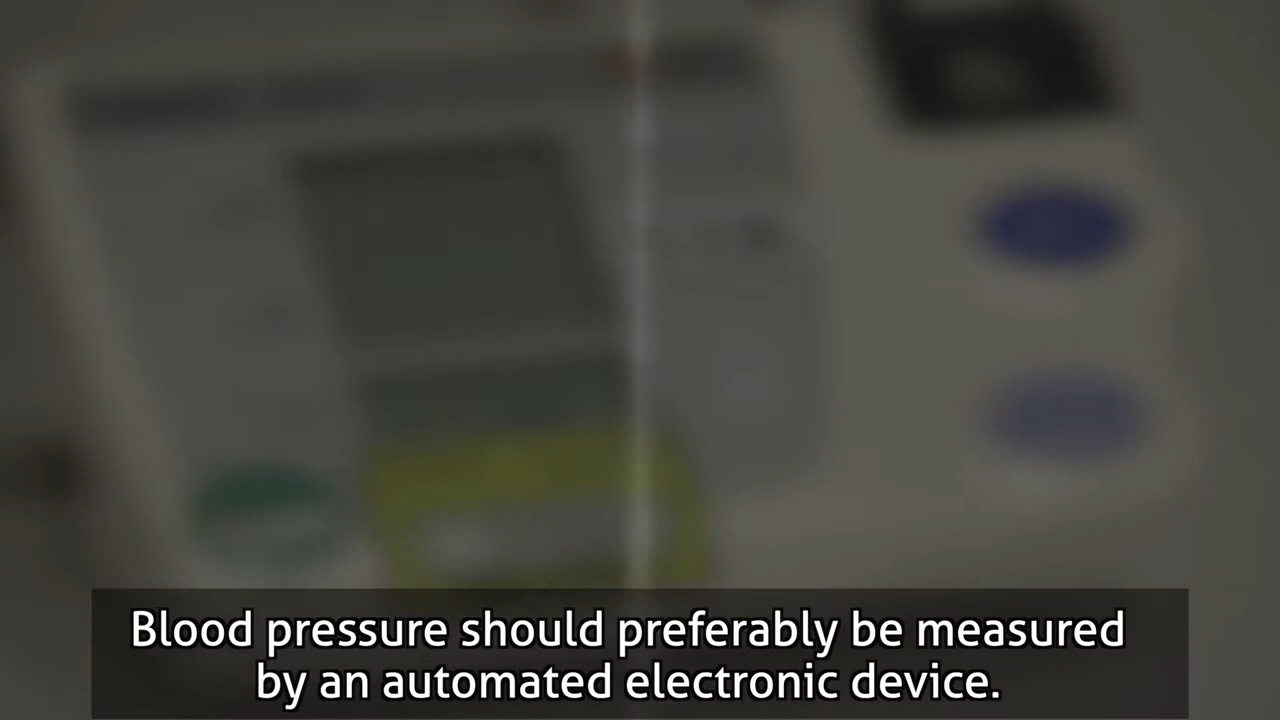 Blood pressure should preferably be measured
by an automated electronic device.